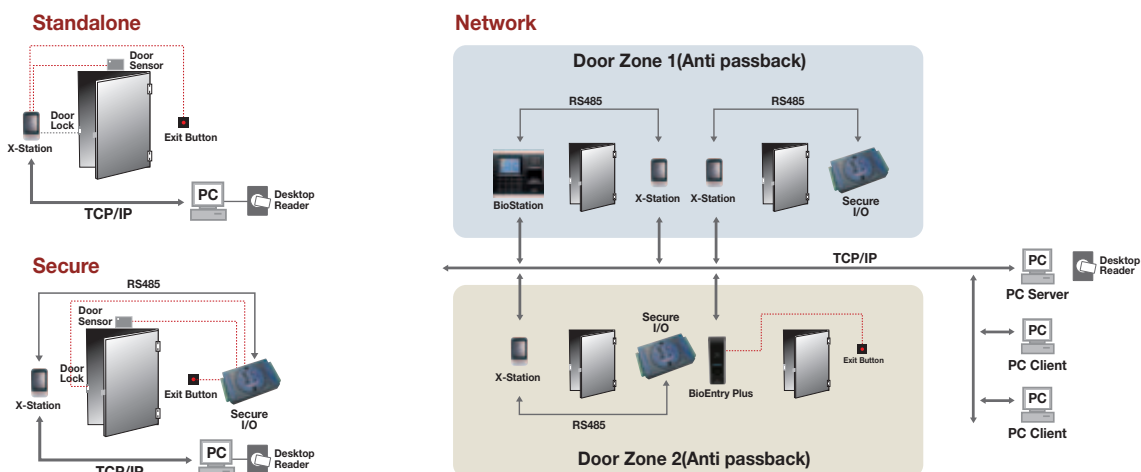 Standalone
Door
Sensor
Door
Lock
X-Station
Exit Button
PC
Desktop
Reader
TCP/IP
Secure
RS485
Door
Sensor
Door
Lock
X-Station
Exit Button
Secure
I/O
PC
Desktop
Reader
TCP/IP
Network
Door Zone 1(Anti passback)
RS485
RS485
BioStation
X-Station
X-Station
Secure
I/O
TCP/IP
PC
Desktop
Reader
PC Server
PC
PC Client
PC
PC Client
Secure
I/O
X-Station
BioEntry Plus
Exit Button
RS485
Door Zone 2(Anti passback)